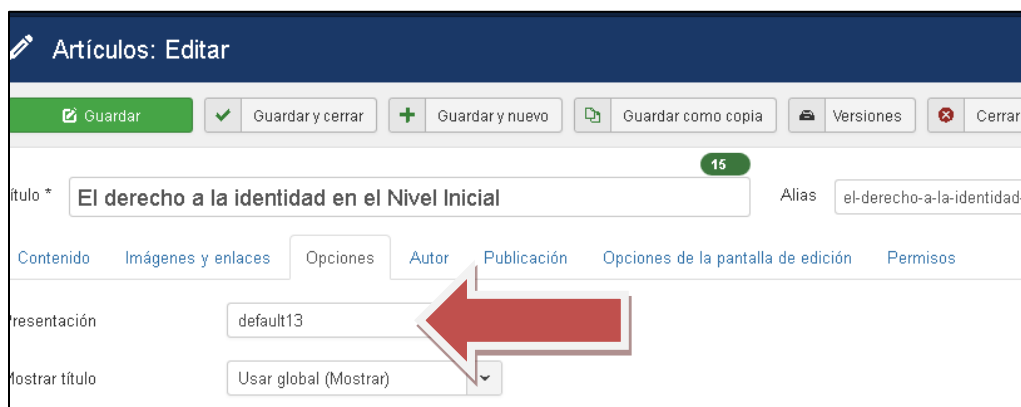 Artículos: Editar
Guardar Guardar y cerrar Guardar y nuevo Guardar como copia Versiones Cerrar
15
ítulo * El derecho a la identidad en el Nivel Inicial Alias el-derecho-a-la-identidad-
Contenido Imágenes y enlaces Opciones Autor Publicación Opciones de la pantalla de edición Permisos
Presentación default13
Mostrar título Usar global (Mostrar)